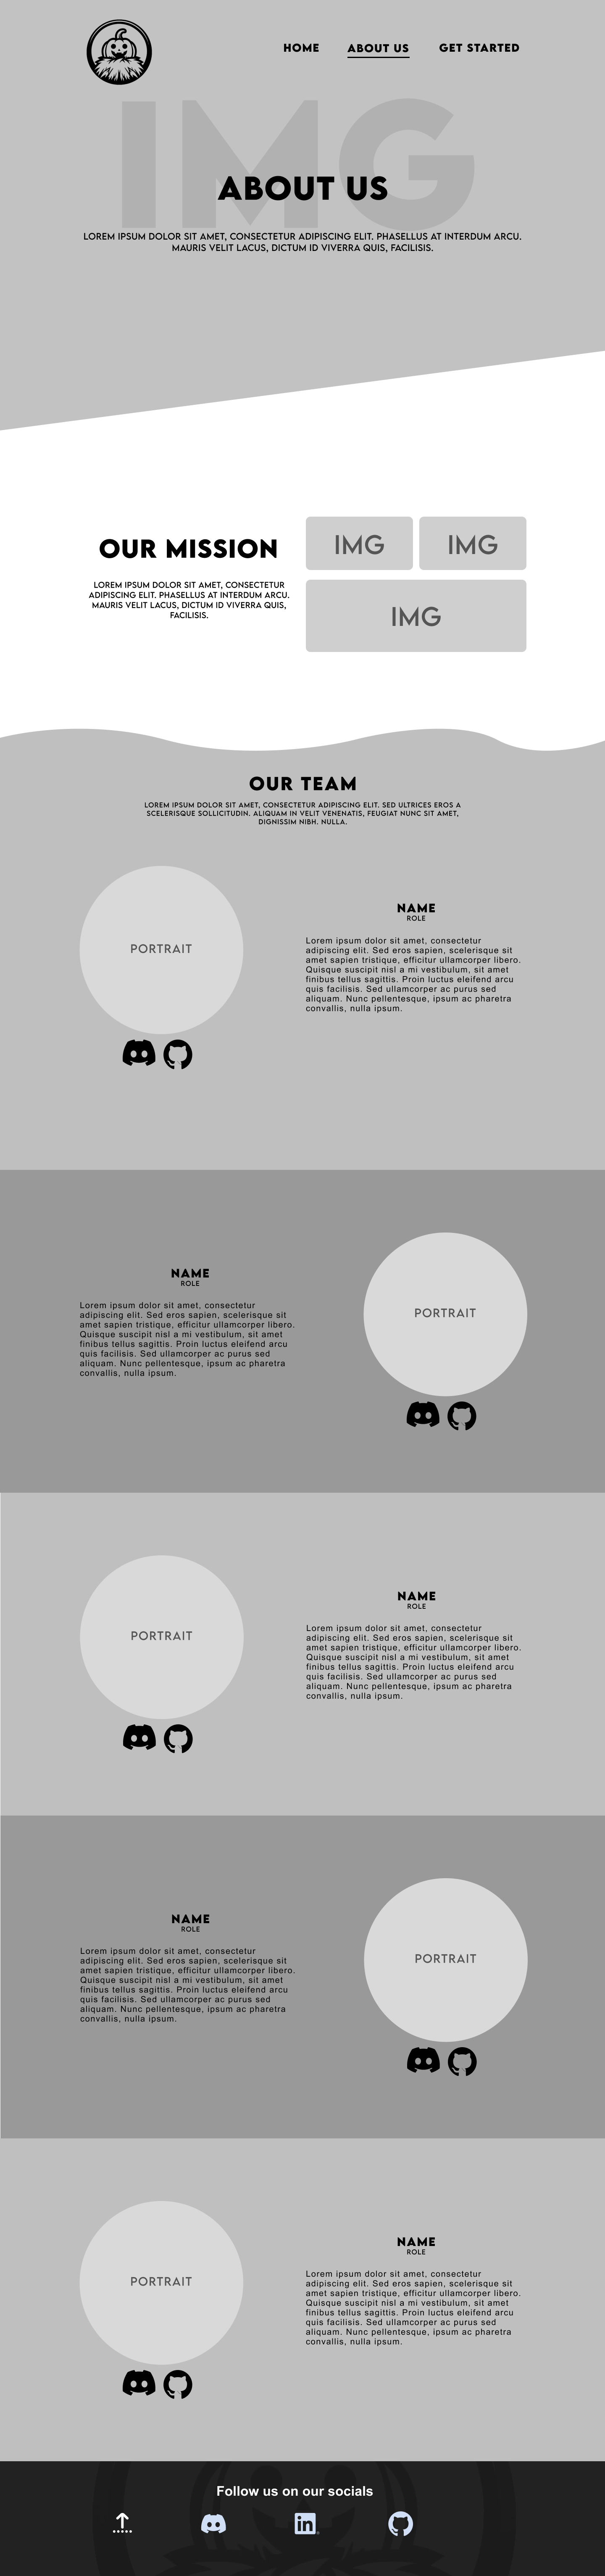 HOME ABOUT US GET STARTED
IMG
ABOUT US
LOREM IPSUM DOLOR SIT AMET, CONSECTETUR ADIPISCING ELIT. PHASELLUS AT INTERDUM ARCU.
MAURIS VELIT LACUS, DICTUM ID VIVERRA QUIS, FACILISIS.
OUR MISSION
LOREM IPSUM DOLOR SIT AMET, CONSECTETUR
ADIPISCING ELIT. PHASELLUS AT INTERDUM ARCU.
MAURIS VELIT LACUS, DICTUM ID VIVERRA QUIS,
FACILISIS.
IMG IMG
IMG
OUR TEAM
LOREM IPSUM DOLOR SIT AMET, CONSECTETUR ADIPISCING ELIT. SED ULTRICES EROS A
SCELERISQUE SOLLICITUDIN. ALIQUAM IN VELIT VENENATIS, FEUGIAT NUNC SIT AMET,
DIGNISSIM NIBH. NULLA.
PORTRAIT
NAME
ROLE
Lorem ipsum dolor sit amet, consectetur
adipiscing elit. Sed eros sapien, scelerisque sit
amet sapien tristique, efficitur ullamcorper libero.
Quisque suscipit nisl a mi vestibulum, sit amet
finibus tellus sagittis. Proin luctus eleifend arcu
quis facilisis. Sed ullamcorper ac purus sed
aliquam. Nunc pellentesque, ipsum ac pharetra
convallis, nulla ipsum.
NAME
ROLE
Lorem ipsum dolor sit amet, consectetur
adipiscing elit. Sed eros sapien, scelerisque sit
amet sapien tristique, efficitur ullamcorper libero.
Quisque suscipit nisl a mi vestibulum, sit amet
finibus tellus sagittis. Proin luctus eleifend arcu
quis facilisis. Sed ullamcorper ac purus sed
aliquam. Nunc pellentesque, ipsum ac pharetra
convallis, nulla ipsum.
PORTRAIT
PORTRAIT
NAME
ROLE
Lorem ipsum dolor sit amet, consectetur
adipiscing elit. Sed eros sapien, scelerisque sit
amet sapien tristique, efficitur ullamcorper libero.
Quisque suscipit nisl a mi vestibulum, sit amet
finibus tellus sagittis. Proin luctus eleifend arcu
quis facilisis. Sed ullamcorper ac purus sed
aliquam. Nunc pellentesque, ipsum ac pharetra
convallis, nulla ipsum.
NAME
ROLE
Lorem ipsum dolor sit amet, consectetur
adipiscing elit. Sed eros sapien, scelerisque sit
amet sapien tristique, efficitur ullamcorper libero.
Quisque suscipit nisl a mi vestibulum, sit amet
finibus tellus sagittis. Proin luctus eleifend arcu
quis facilisis. Sed ullamcorper ac purus sed
aliquam. Nunc pellentesque, ipsum ac pharetra
convallis, nulla ipsum.
PORTRAIT
PORTRAIT
NAME
ROLE
Lorem ipsum dolor sit amet, consectetur
adipiscing elit. Sed eros sapien, scelerisque sit
amet sapien tristique, efficitur ullamcorper libero.
Quisque suscipit nisl a mi vestibulum, sit amet
finibus tellus sagittis. Proin luctus eleifend arcu
quis facilisis. Sed ullamcorper ac purus sed
aliquam. Nunc pellentesque, ipsum ac pharetra
convallis, nulla ipsum.
Follow us on our socials
in